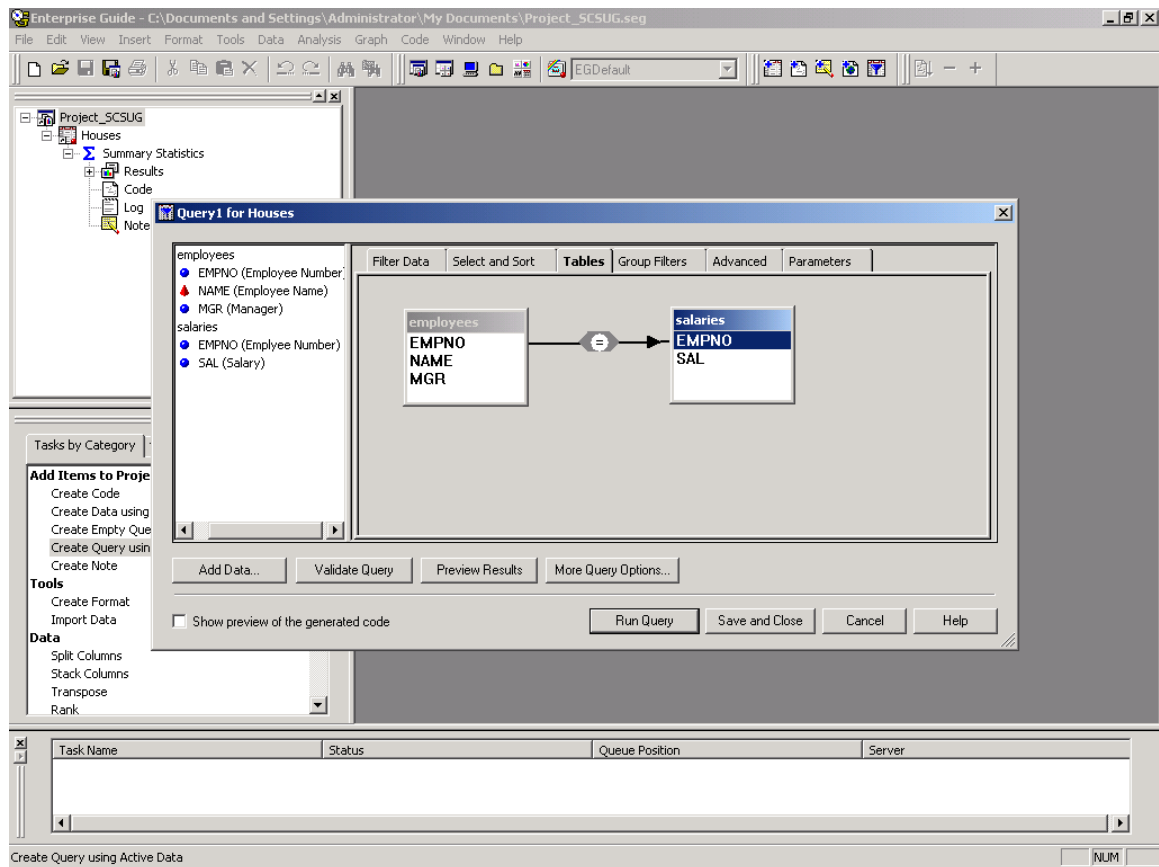 Enterprise Guide - C:\Documents and Settings\Administrator\My Documents\Project_SCSUG.seg
File Edit View Insert Format Tools Data Analysis Graph Code Window Help
EGDefault
Project_SCSUG
Houses
Summary Statistics
Results
Code
Log
Note
Query1 for Houses
employees
EMPNO (Employee Number)
NAME (Employee Name)
MGR (Manager)
salaries
EMPNO (Emplyee Number)
SAL (Salary)
Filter Data Select and Sort Tables Group Filters Advanced Parameters
employees
EMPNO
NAME
MGR
=
salaries
EMPNO
SAL
Add Data... Validate Query Preview Results More Query Options...
Show preview of the generated code
Run Query Save and Close Cancel Help
Tasks by Category
Add Items to Proje
Create Code
Create Data using
Create Empty Que
Create Query usin
Create Note
Tools
Create Format
Import Data
Data
Split Columns
Stack Columns
Transpose
Rank
Task Name Status Queue Position Server
Create Query using Active Data NUM